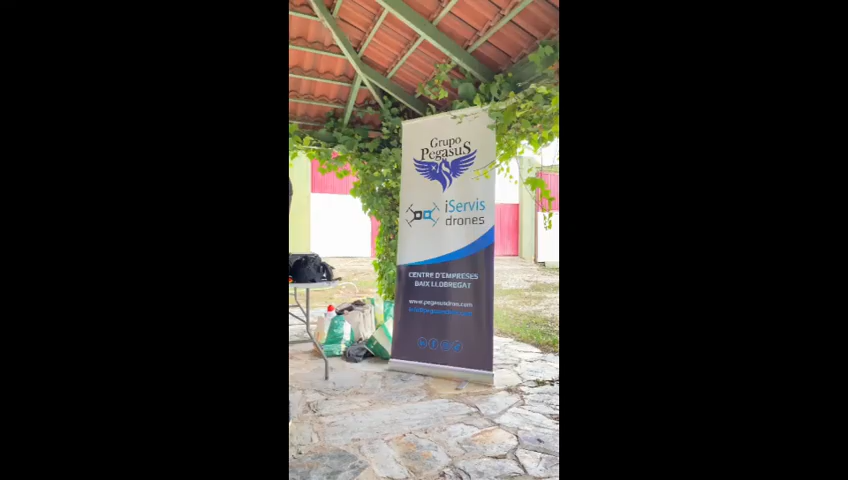 Grupo
PegasuS
iServis
drones
CENTRE D'EMPRESES
BAIX LLOBREGAT